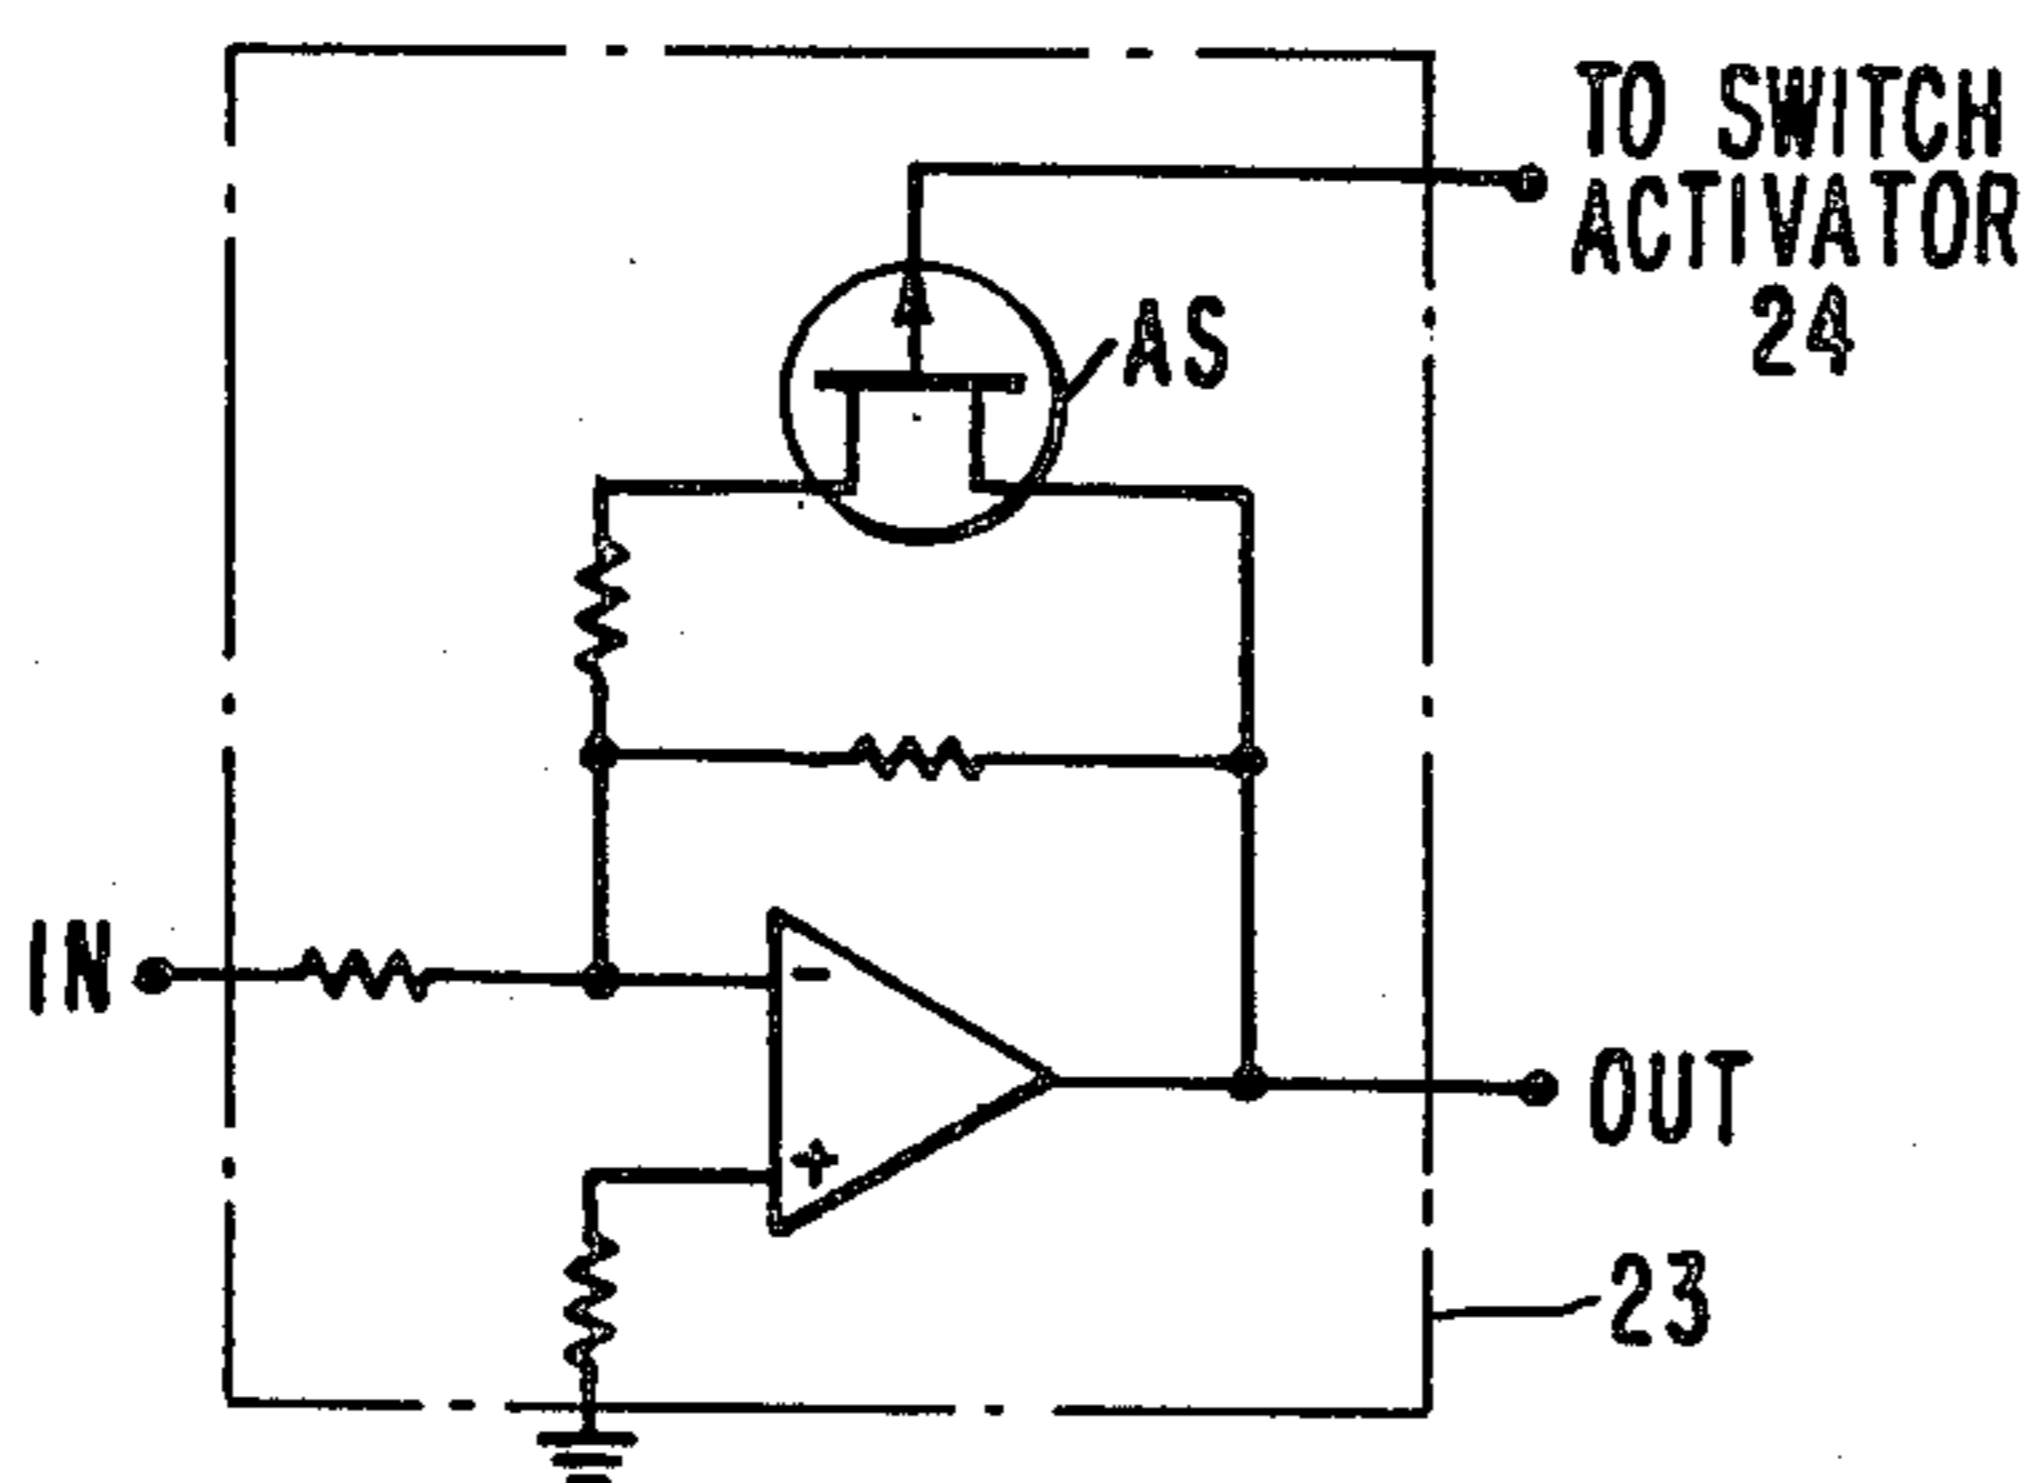 TO SWITCH
ACTIVATOR
24
AS
IN
-
+
OUT
23